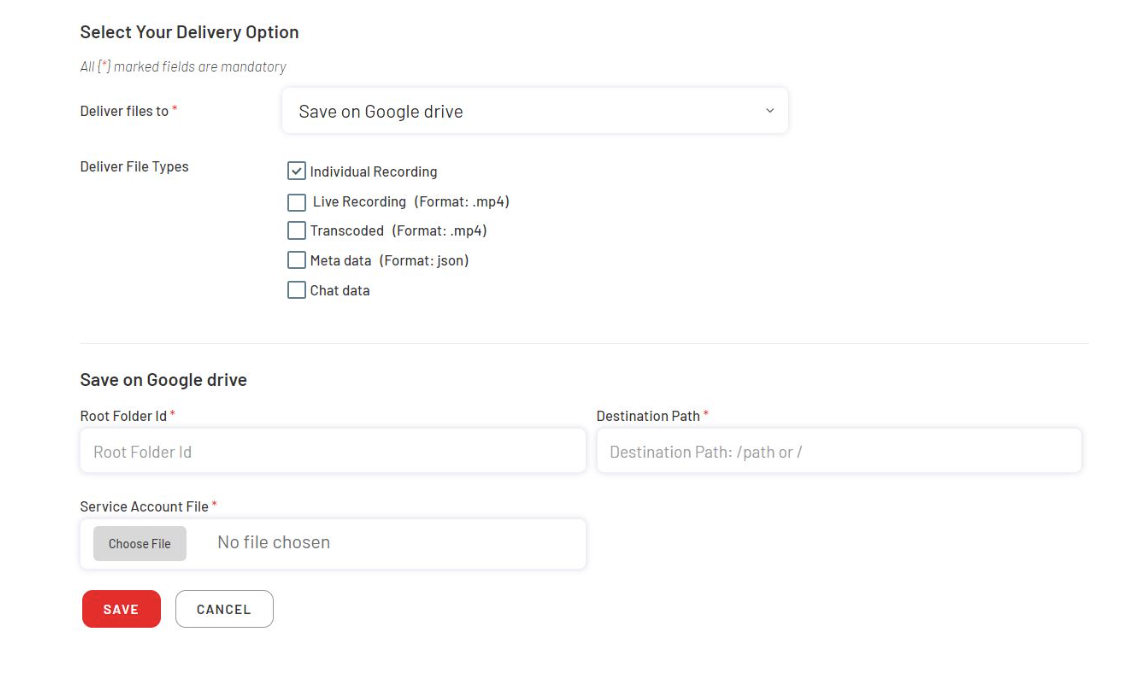 Select Your Delivery Option
All [*] marked fields are mandatory
Deliver files to *
Save on Google drive
Deliver File Types
Individual Recording
Live Recording (Format: .mp4)
Transcoded (Format: .mp4)
Meta data (Format: json)
Chat data
Save on Google drive
Root Folder Id *
Root Folder Id
Destination Path *
Destination Path: /path or /
Service Account File *
Choose File No file chosen
SAVE CANCEL